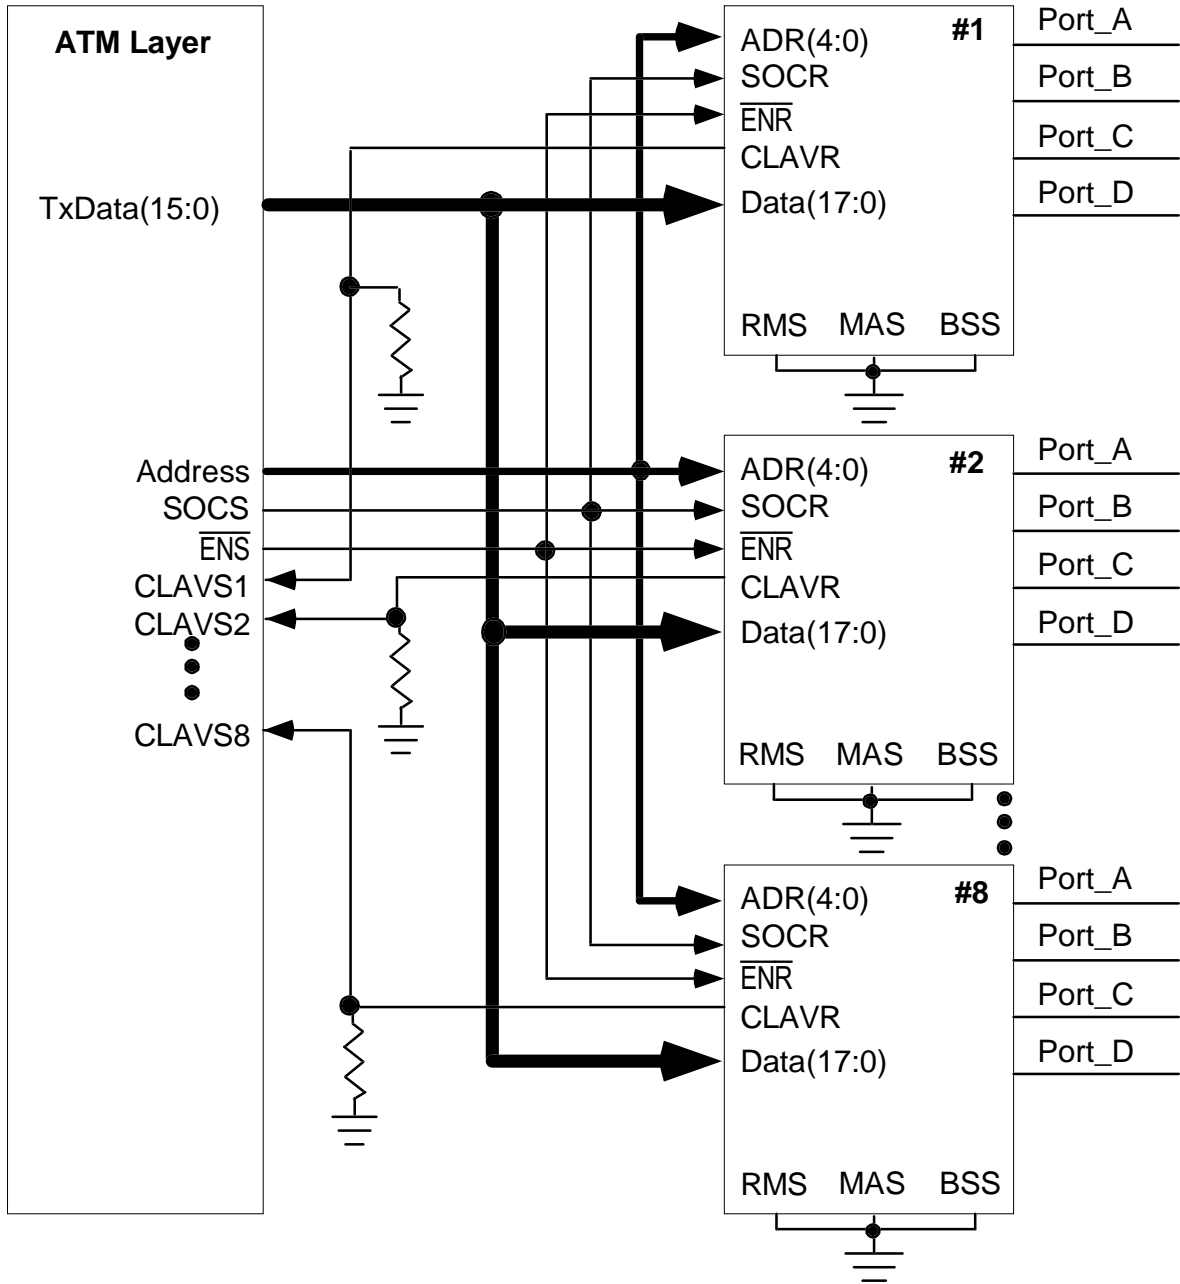 ATM Layer
TxData(15:0)
Address
SOCS
ENS
CLAVS1
CLAVS2
CLAVS8
#1
ADR(4:0)
SOCR
ENR
CLAVR
Data(17:0)
RMS MAS BSS
Port_A
Port_B
Port_C
Port_D
#2
ADR(4:0)
SOCR
ENR
CLAVR
Data(17:0)
RMS MAS BSS
Port_A
Port_B
Port_C
Port_D
#8
ADR(4:0)
SOCR
ENR
CLAVR
Data(17:0)
RMS MAS BSS
Port_A
Port_B
Port_C
Port_D